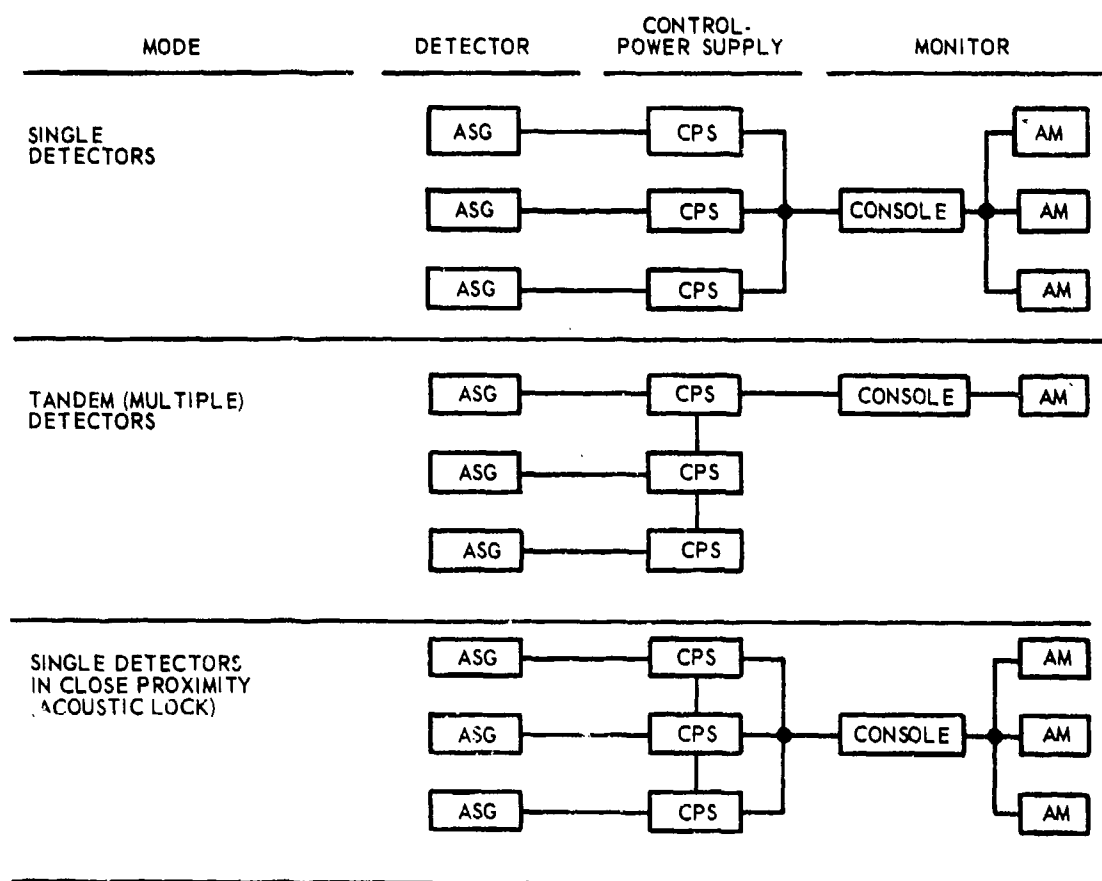 MODE
DETECTOR
CONTROL-
POWER SUPPLY
MONITOR
SINGLE
DETECTORS
ASG
CPS
AM
ASG
CPS
CONSOLE
AM
ASG
CPS
AM
TANDEM (MULTIPLE)
DETECTORS
ASG
CPS
CONSOLE
AM
ASG
CPS
ASG
CPS
SINGLE DETECTORS
IN CLOSE PROXIMITY
ACOUSTIC LOCK)
ASG
CPS
AM
ASG
CPS
CONSOLE
AM
ASG
CPS
AM